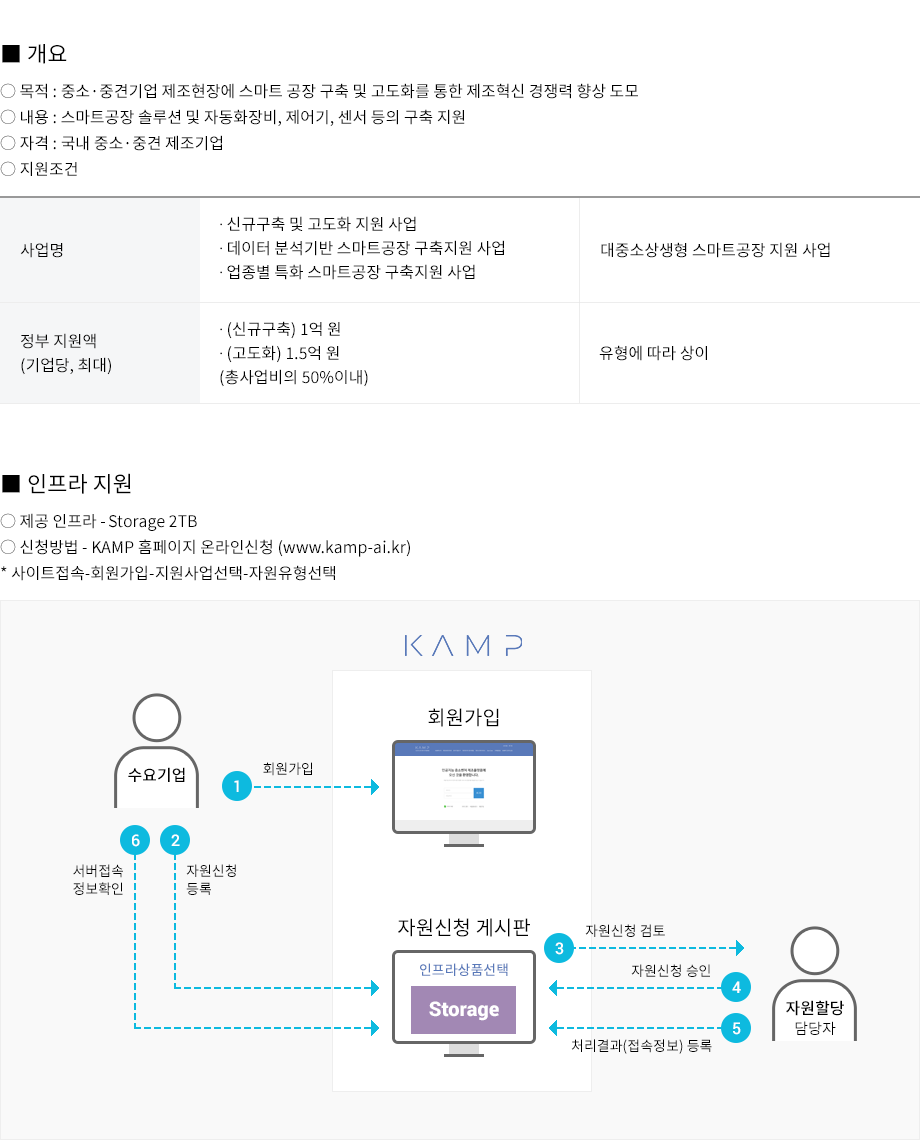 ■ 개요
○ 목적 : 중소·중견기업 제조현장에 스마트 공장 구축 및 고도화를 통한 제조혁신 경쟁력 향상 도모
○ 내용 : 스마트공장 솔루션 및 자동화장비, 제어기, 센서 등의 구축 지원
○ 자격 : 국내 중소·중견 제조기업
○ 지원조건
사업명
· 신규구축 및 고도화 지원 사업
· 데이터 분석기반 스마트공장 구축지원 사업
· 업종별 특화 스마트공장 구축지원 사업
대중소상생형 스마트공장 지원 사업
정부 지원액
(기업당, 최대)
· (신규구축) 1억 원
· (고도화) 1.5억 원
(총사업비의 50%이내)
유형에 따라 상이
■ 인프라 지원
○ 제공 인프라 - Storage 2TB
○ 신청방법 - KAMP 홈페이지 온라인신청 (www.kamp-ai.kr)
* 사이트접속-회원가입-지원사업선택-자원유형선택
KAMP
회원가입
수요기업
1
회원가입
6
2
서버접속
정보확인
자원신청
등록
자원신청 게시판
인프라상품선택
Storage
3
자원신청 검토
자원신청 승인
4
5
처리결과(접속정보) 등록
자원할당
담당자